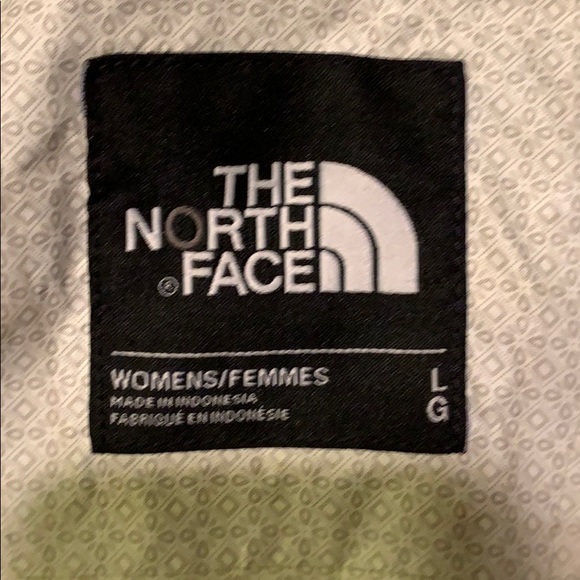 THE
NORTH
®FACE
WOMENS/FEMMES L
MADE IN INDONESIA G
FABRIQUÉ EN INDONÉSIE